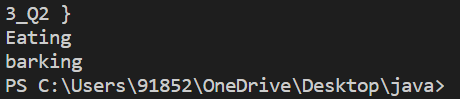 3_Q2 }
Eating
barking
PS C:\Users\91852\OneDrive\Desktop\java>